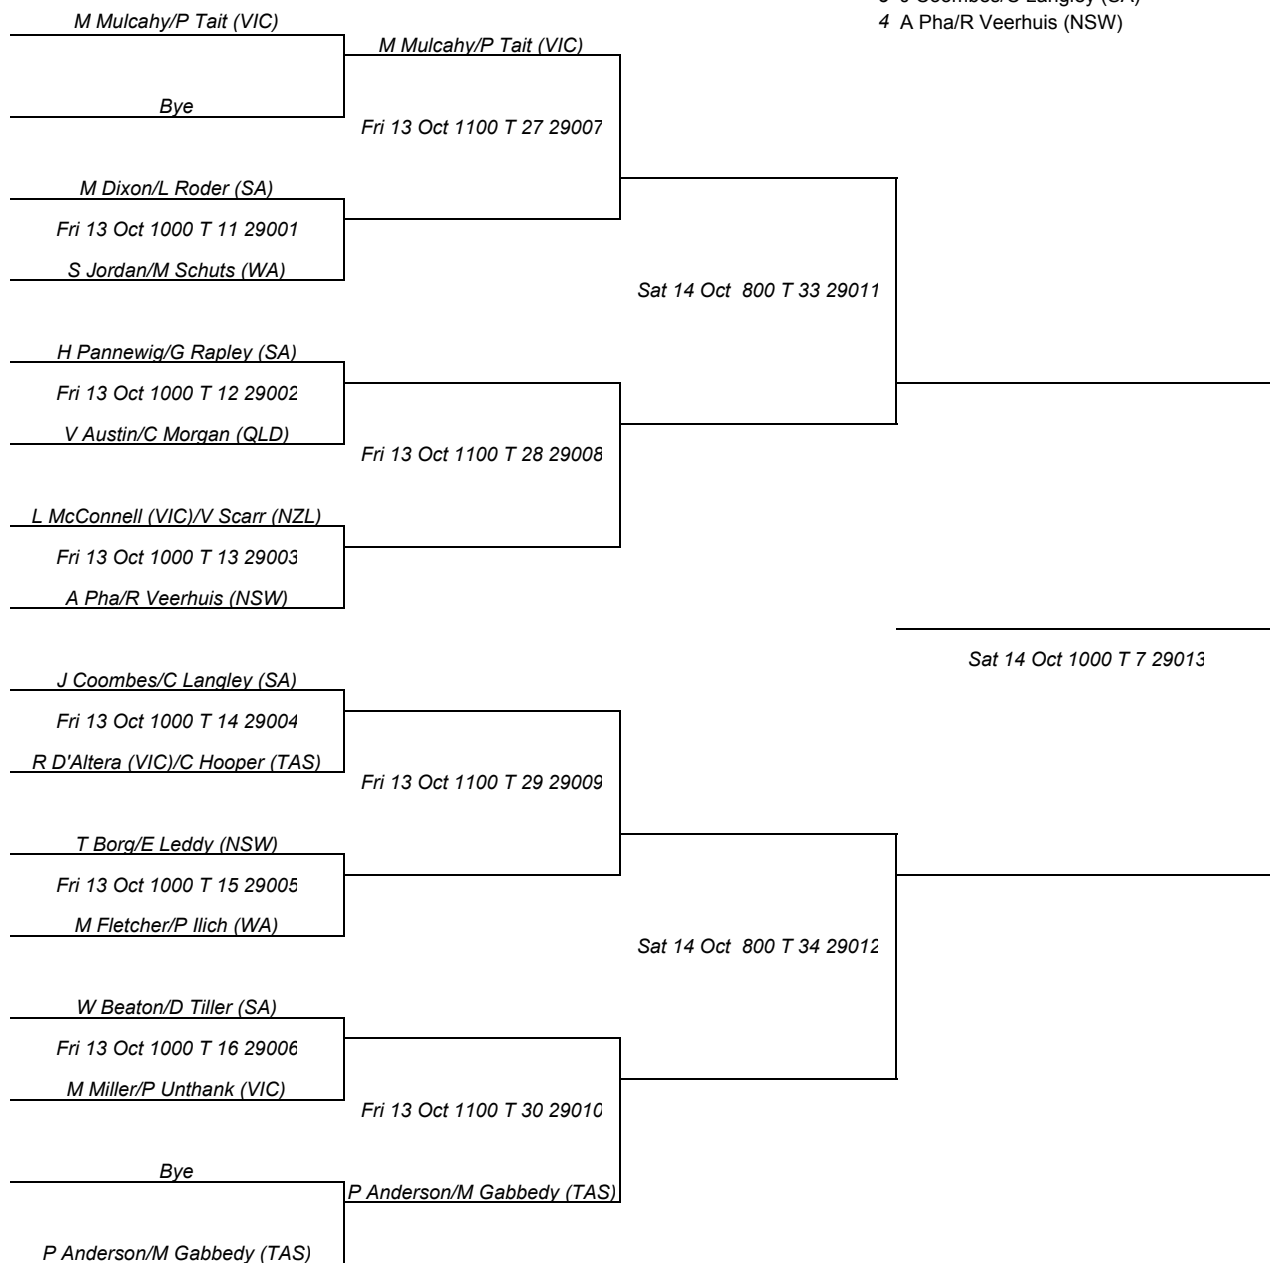 3 J Coombes/C Langley (SA)
4 A Pha/R Veerhuis (NSW)
M Mulcahy/P Tait (VIC)
M Mulcahy/P Tait (VIC)
Bye
Fri 13 Oct 1100 T 27 29007
M Dixon/L Roder (SA)
Fri 13 Oct 1000 T 11 29001
S Jordan/M Schuts (WA)
Sat 14 Oct 800 T 33 29011
H Pannewig/G Rapley (SA)
Fri 13 Oct 1000 T 12 29002
V Austin/C Morgan (QLD)
Fri 13 Oct 1100 T 28 29008
L McConnell (VIC)/V Scarr (NZL)
Fri 13 Oct 1000 T 13 29003
A Pha/R Veerhuis (NSW)
Sat 14 Oct 1000 T 7 29013
J Coombes/C Langley (SA)
Fri 13 Oct 1000 T 14 29004
R D'Altera (VIC)/C Hooper (TAS)
Fri 13 Oct 1100 T 29 29009
T Borg/E Leddy (NSW)
Fri 13 Oct 1000 T 15 29005
M Fletcher/P Ilich (WA)
Sat 14 Oct 800 T 34 29012
W Beaton/D Tiller (SA)
Fri 13 Oct 1000 T 16 29006
M Miller/P Unthank (VIC)
Fri 13 Oct 1100 T 30 29010
Bye
P Anderson/M Gabbedy (TAS)
P Anderson/M Gabbedy (TAS)